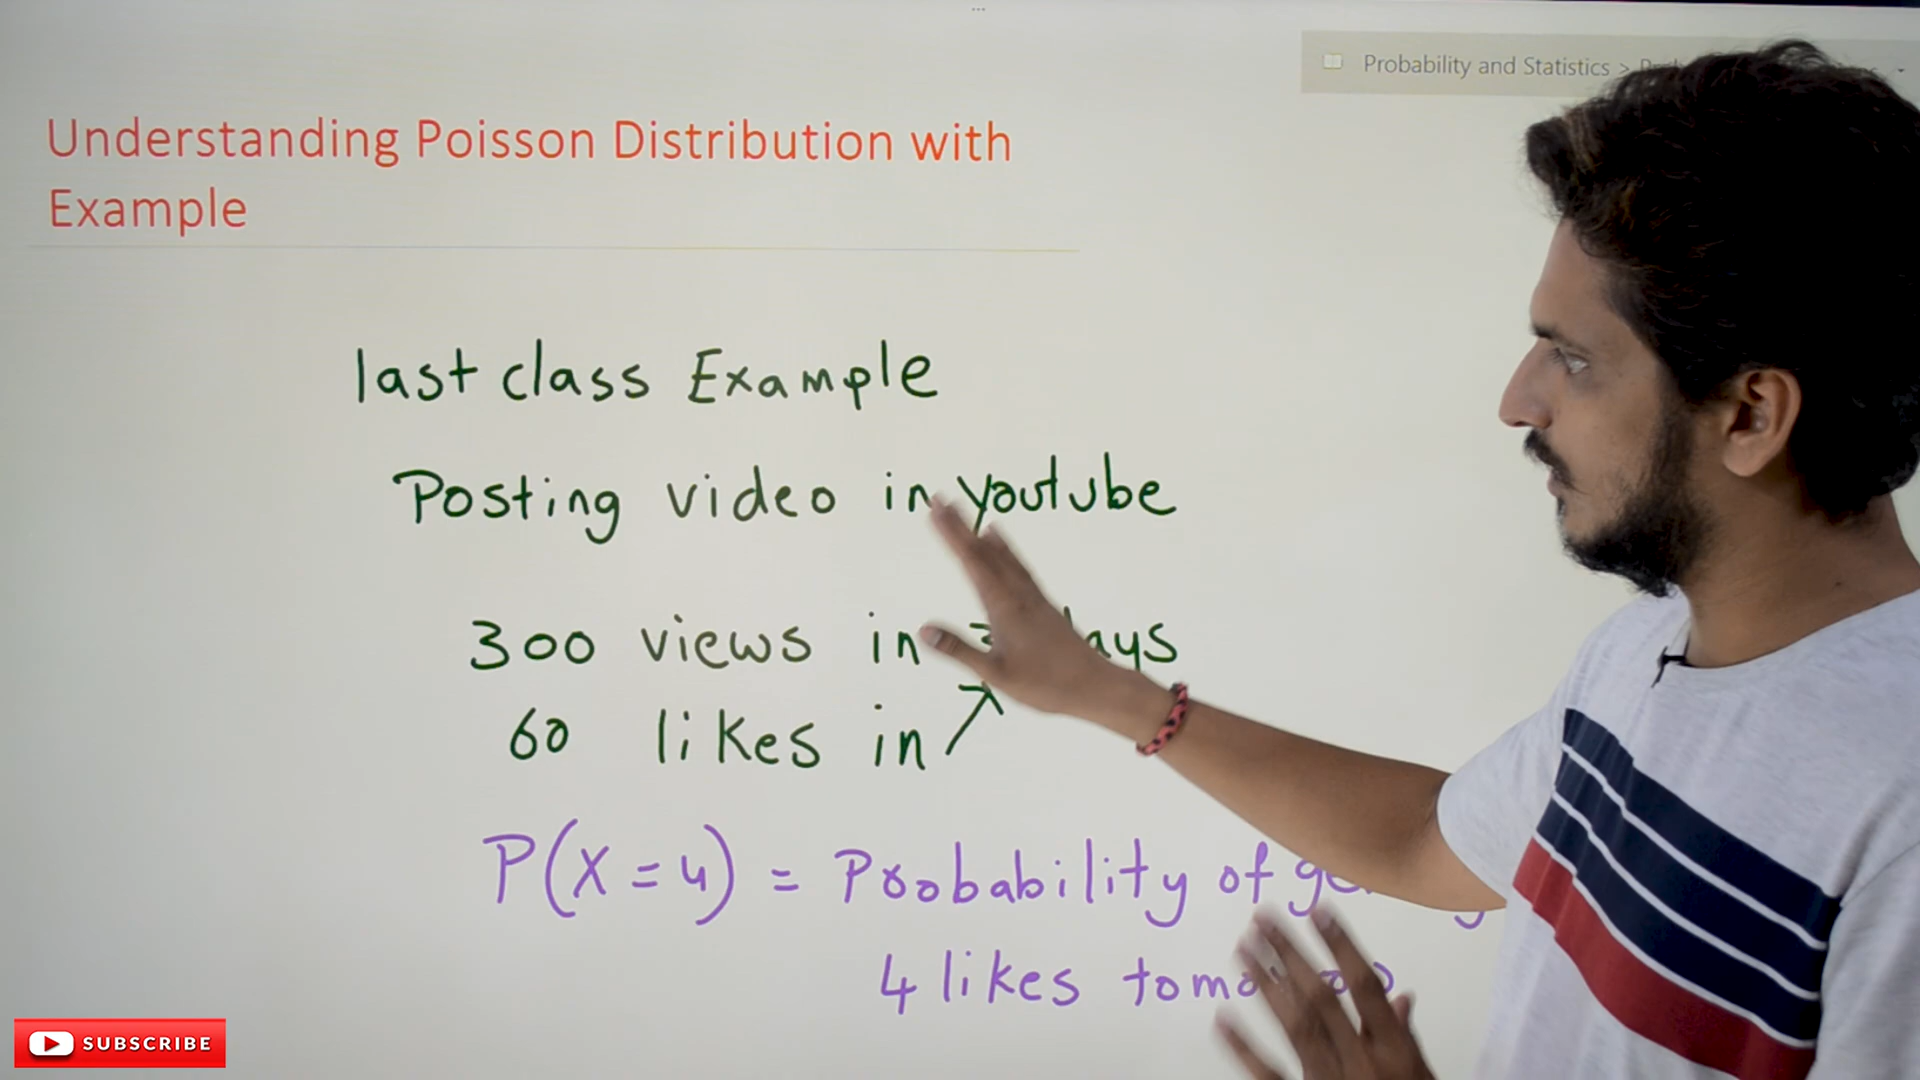 Probability and Statistics >
Understanding Poisson Distribution with
Example
last class Example
Posting video in youtube
300 views in
60 likes in
P(X=4) = Probability of
4 likes
SUBSCRIBE